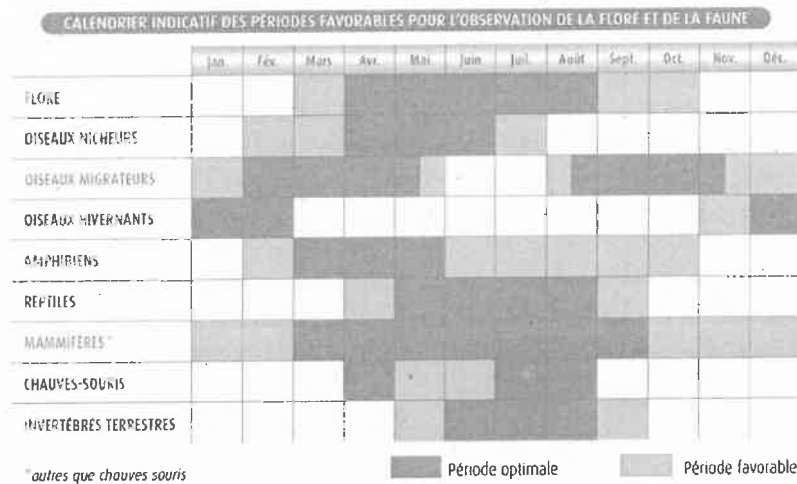 CALENDRIER INDICATIF DES PÉRIODES FAVORABLES POUR L'OBSERVATION DE LA FLORE ET DE LA FAUNE
Jan. Fév. Mars Avr. Mai Juin Juil. Août Sept. Oct. Nov. Déc.
FLORE
OISEAUX NICHEURS
OISEAUX MIGRATEURS
OISEAUX HIVERNANTS
AMPHIBIENS
REPTILES
MAMMIFÈRES*
CHAUVES-SOURIS
INVERTÉBRÉS TERRESTRES
*autres que chauves souris
Période optimale
Période favorable